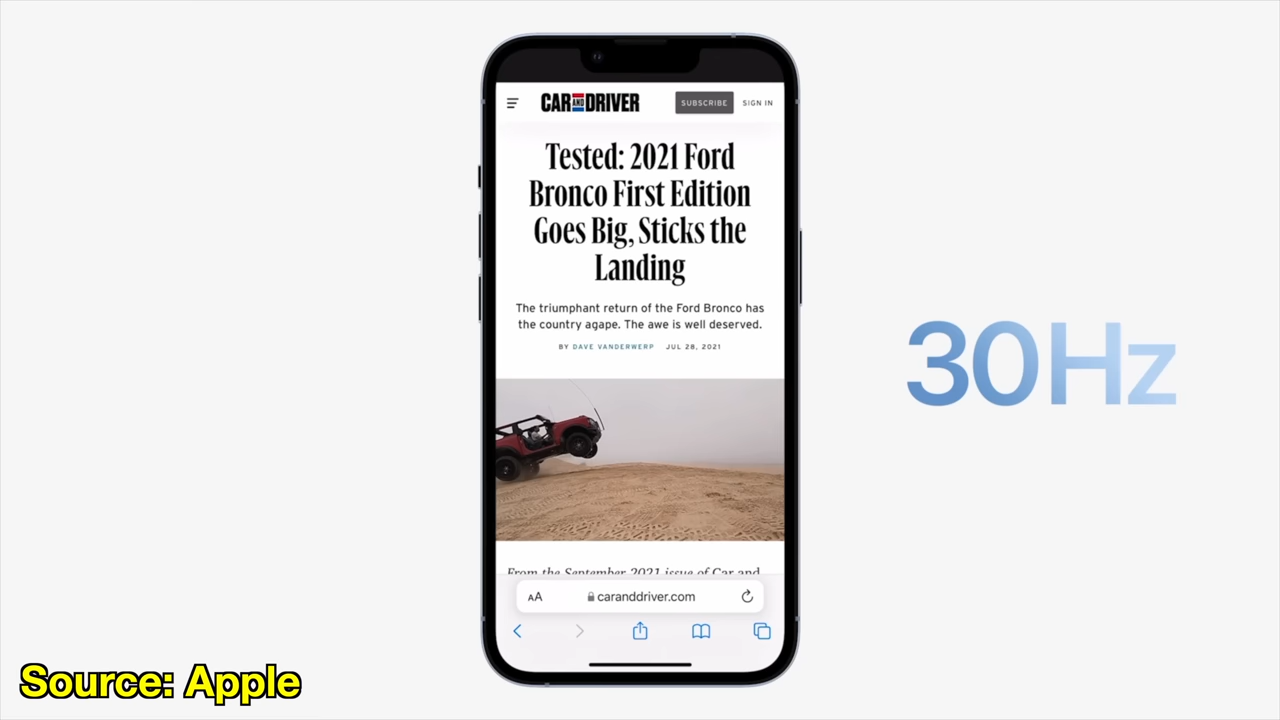 CAR AND DRIVER
SUBSCRIBE
SIGN IN
Tested: 2021 Ford
Bronco First Edition
Goes Big, Sticks the
Landing
The triumphant return of the Ford Bronco has
the country agape. The awe is well deserved.
BY DAVE VANDERWERP JUL 28, 2021
From the September 2021 issue of Car and
AA
caranddriver.com
30Hz
Source: Apple